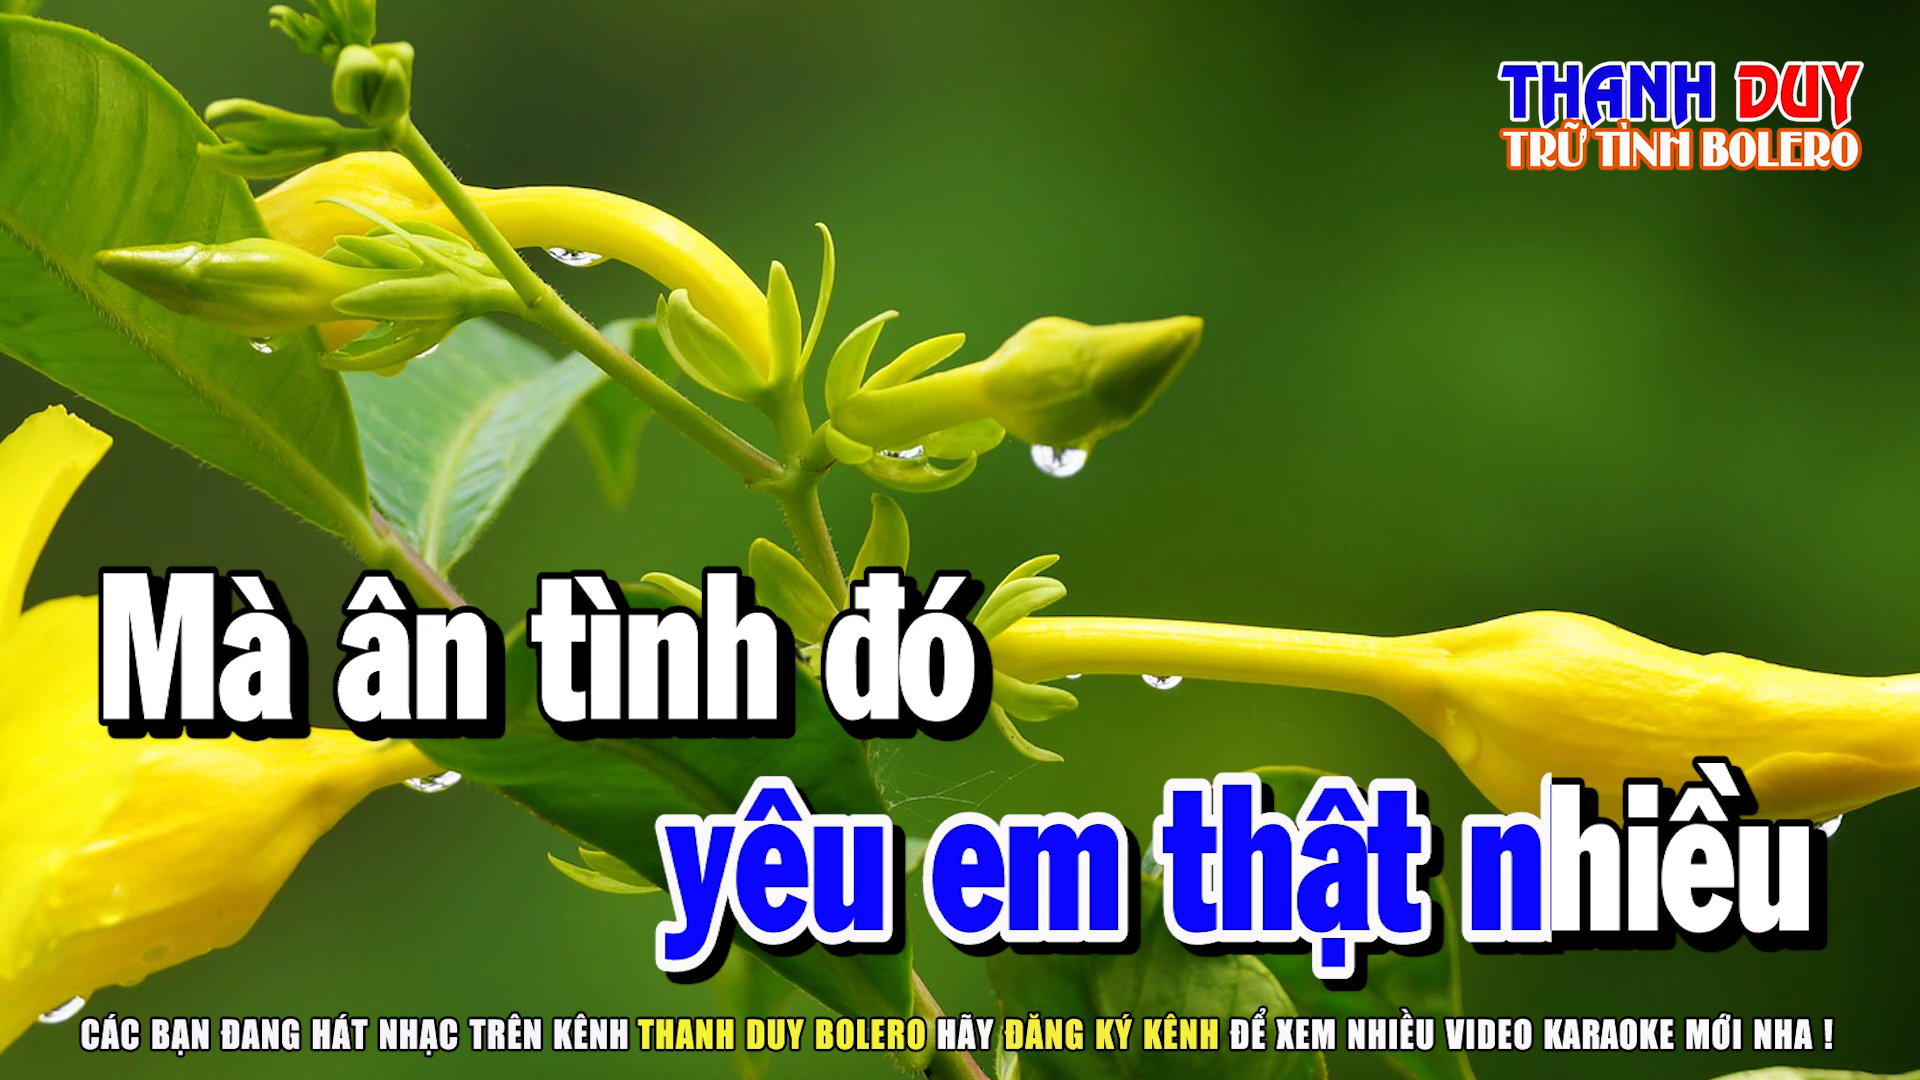 THANH DUY
TRỮ TÌNH BOLERO
Mà ân tình đó
yêu em thật nhiều
CÁC BẠN ĐANG HÁT NHẠC TRÊN KÊNH THANH DUY BOLERO HÃY ĐĂNG KÝ KÊNH ĐỂ XEM NHIỀU VIDEO KARAOKE MỚI NHA !